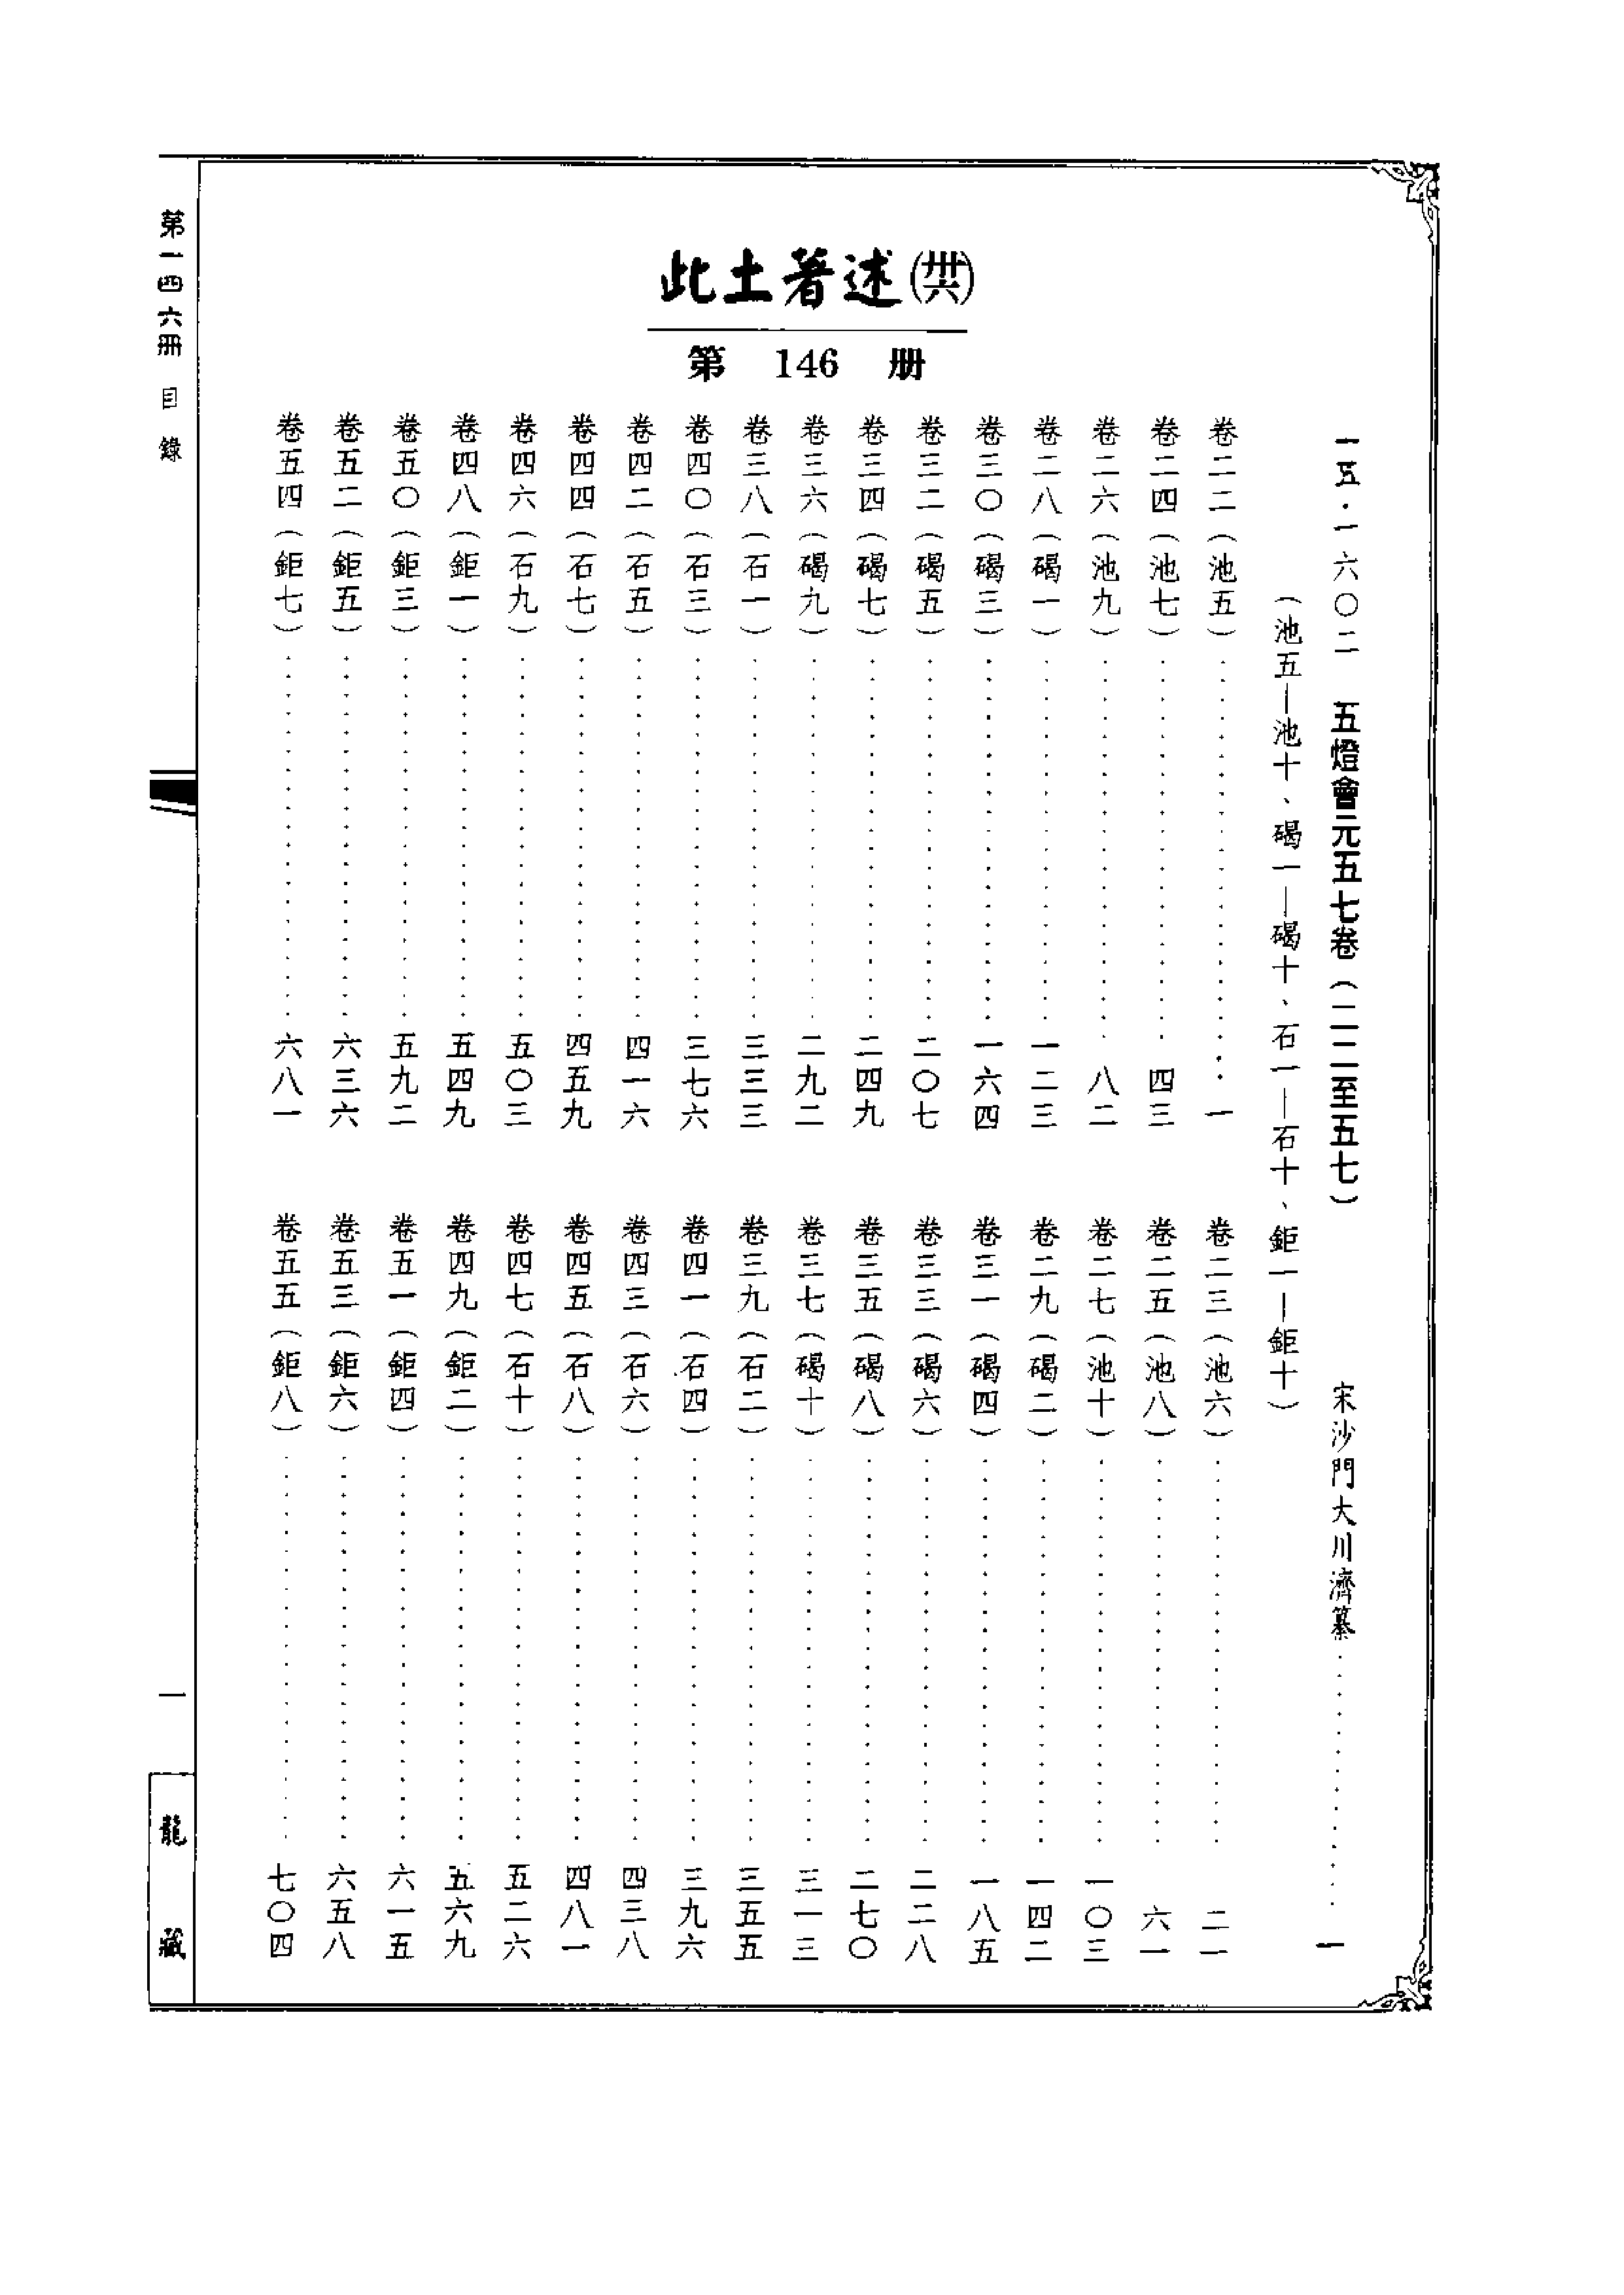 此土著述(卅六)
第 146 册
一五·一六〇二 五燈會元五七卷(二二至五七) 宋沙門大川濟纂…………一
(池五—池十、碣一—碣十、石一—石十、鉅一—鉅十)
卷二二(池五)…………一
卷二三(池六)…………二一
卷二四(池七)…………四三
卷二五(池八)…………六一
卷二六(池九)…………八二
卷二七(池十)…………一〇三
卷二八(碣一)…………一二三
卷二九(碣二)…………一四二
卷三〇(碣三)…………一六四
卷三一(碣四)…………一八五
卷三二(碣五)…………二〇七
卷三三(碣六)…………二二八
卷三四(碣七)…………二四九
卷三五(碣八)…………二七〇
卷三六(碣九)…………二九二
卷三七(碣十)…………三一三
卷三八(石一)…………三三三
卷三九(石二)…………三五五
卷四〇(石三)…………三七六
卷四一(石四)…………三九六
卷四二(石五)…………四一六
卷四三(石六)…………四三八
卷四四(石七)…………四五九
卷四五(石八)…………四八一
卷四六(石九)…………五〇三
卷四七(石十)…………五二六
卷四八(鉅一)…………五四九
卷四九(鉅二)…………五六九
卷五〇(鉅三)…………五九二
卷五一(鉅四)…………六一五
卷五二(鉅五)…………六三六
卷五三(鉅六)…………六五八
卷五四(鉅七)…………六八一
卷五五(鉅八)…………七〇四
第一四六册 目錄
一
龍藏